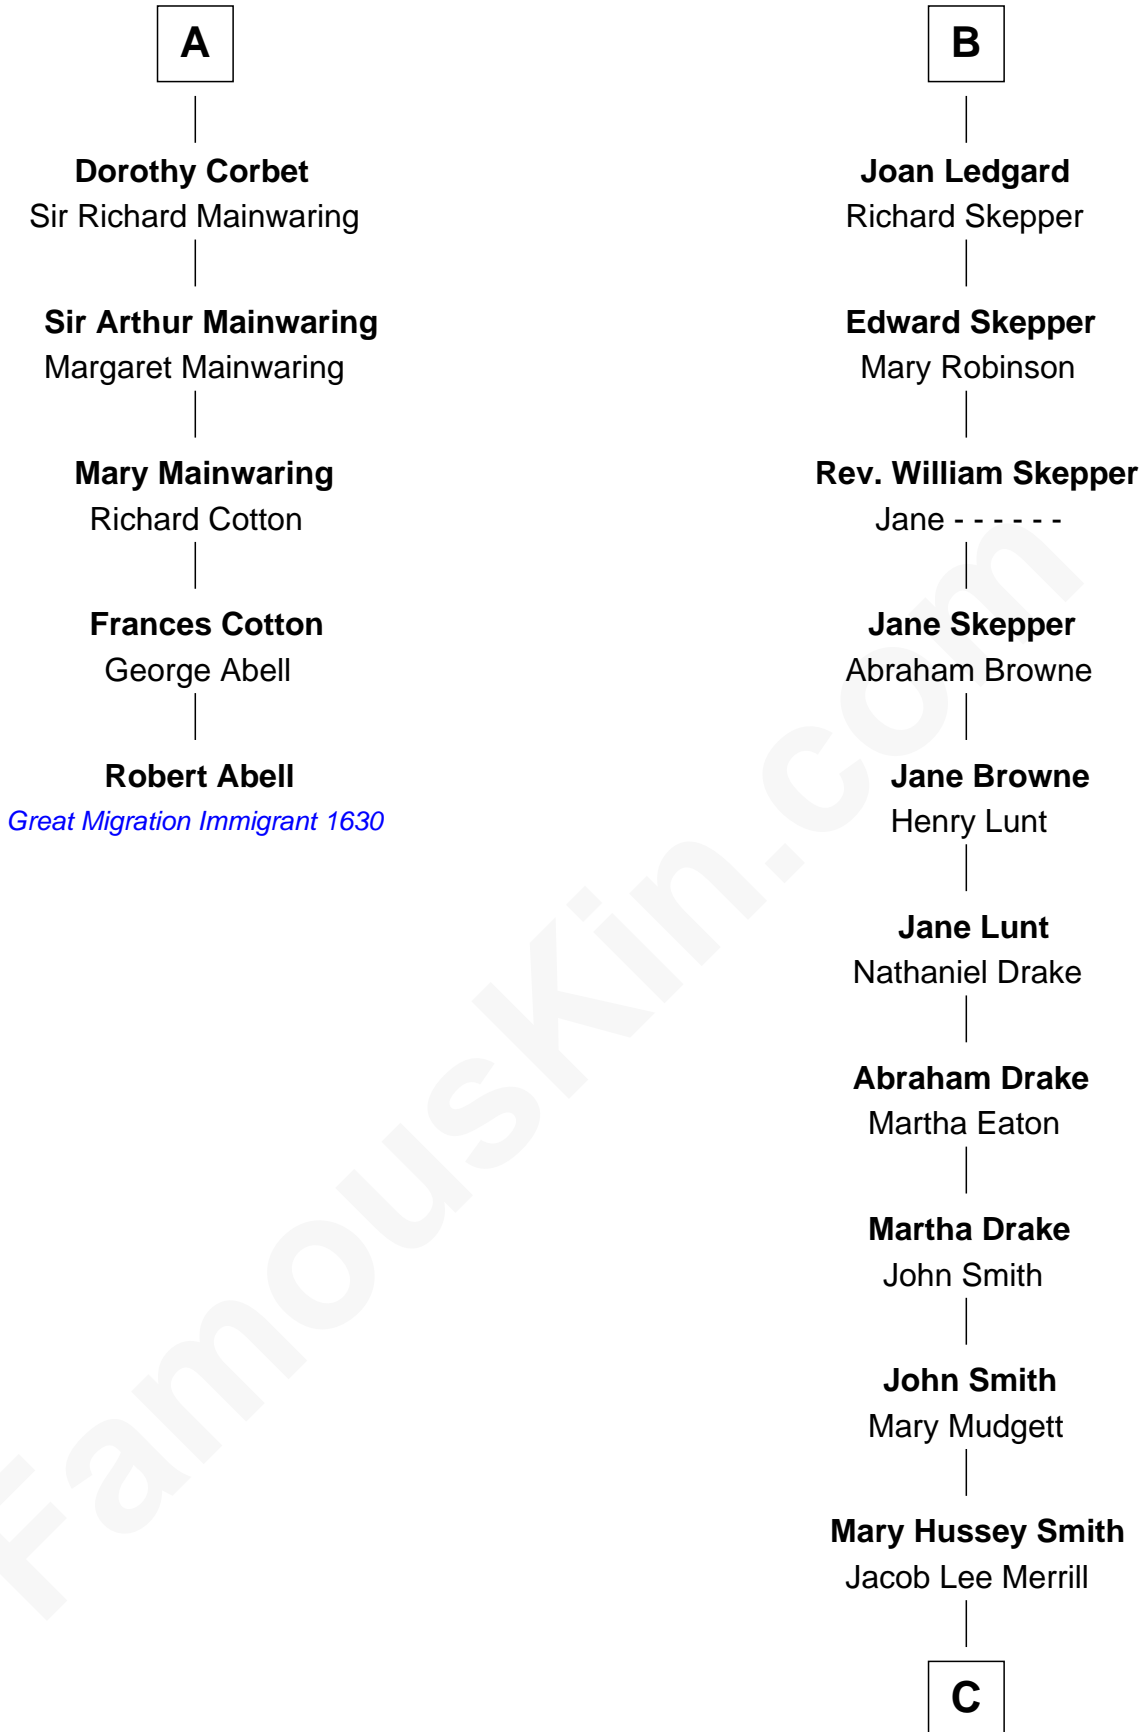 A
Dorothy Corbet
Sir Richard Mainwaring
Sir Arthur Mainwaring
Margaret Mainwaring
Mary Mainwaring
Richard Cotton
Frances Cotton
George Abell
Robert Abell
Great Migration Immigrant 1630
B
Joan Ledgard
Richard Skepper
Edward Skepper
Mary Robinson
Rev. William Skepper
Jane - - - - - -
Jane Skepper
Abraham Browne
Jane Browne
Henry Lunt
Jane Lunt
Nathaniel Drake
Abraham Drake
Martha Eaton
Martha Drake
John Smith
John Smith
Mary Mudgett
Mary Hussey Smith
Jacob Lee Merrill
C
FamousKin.com